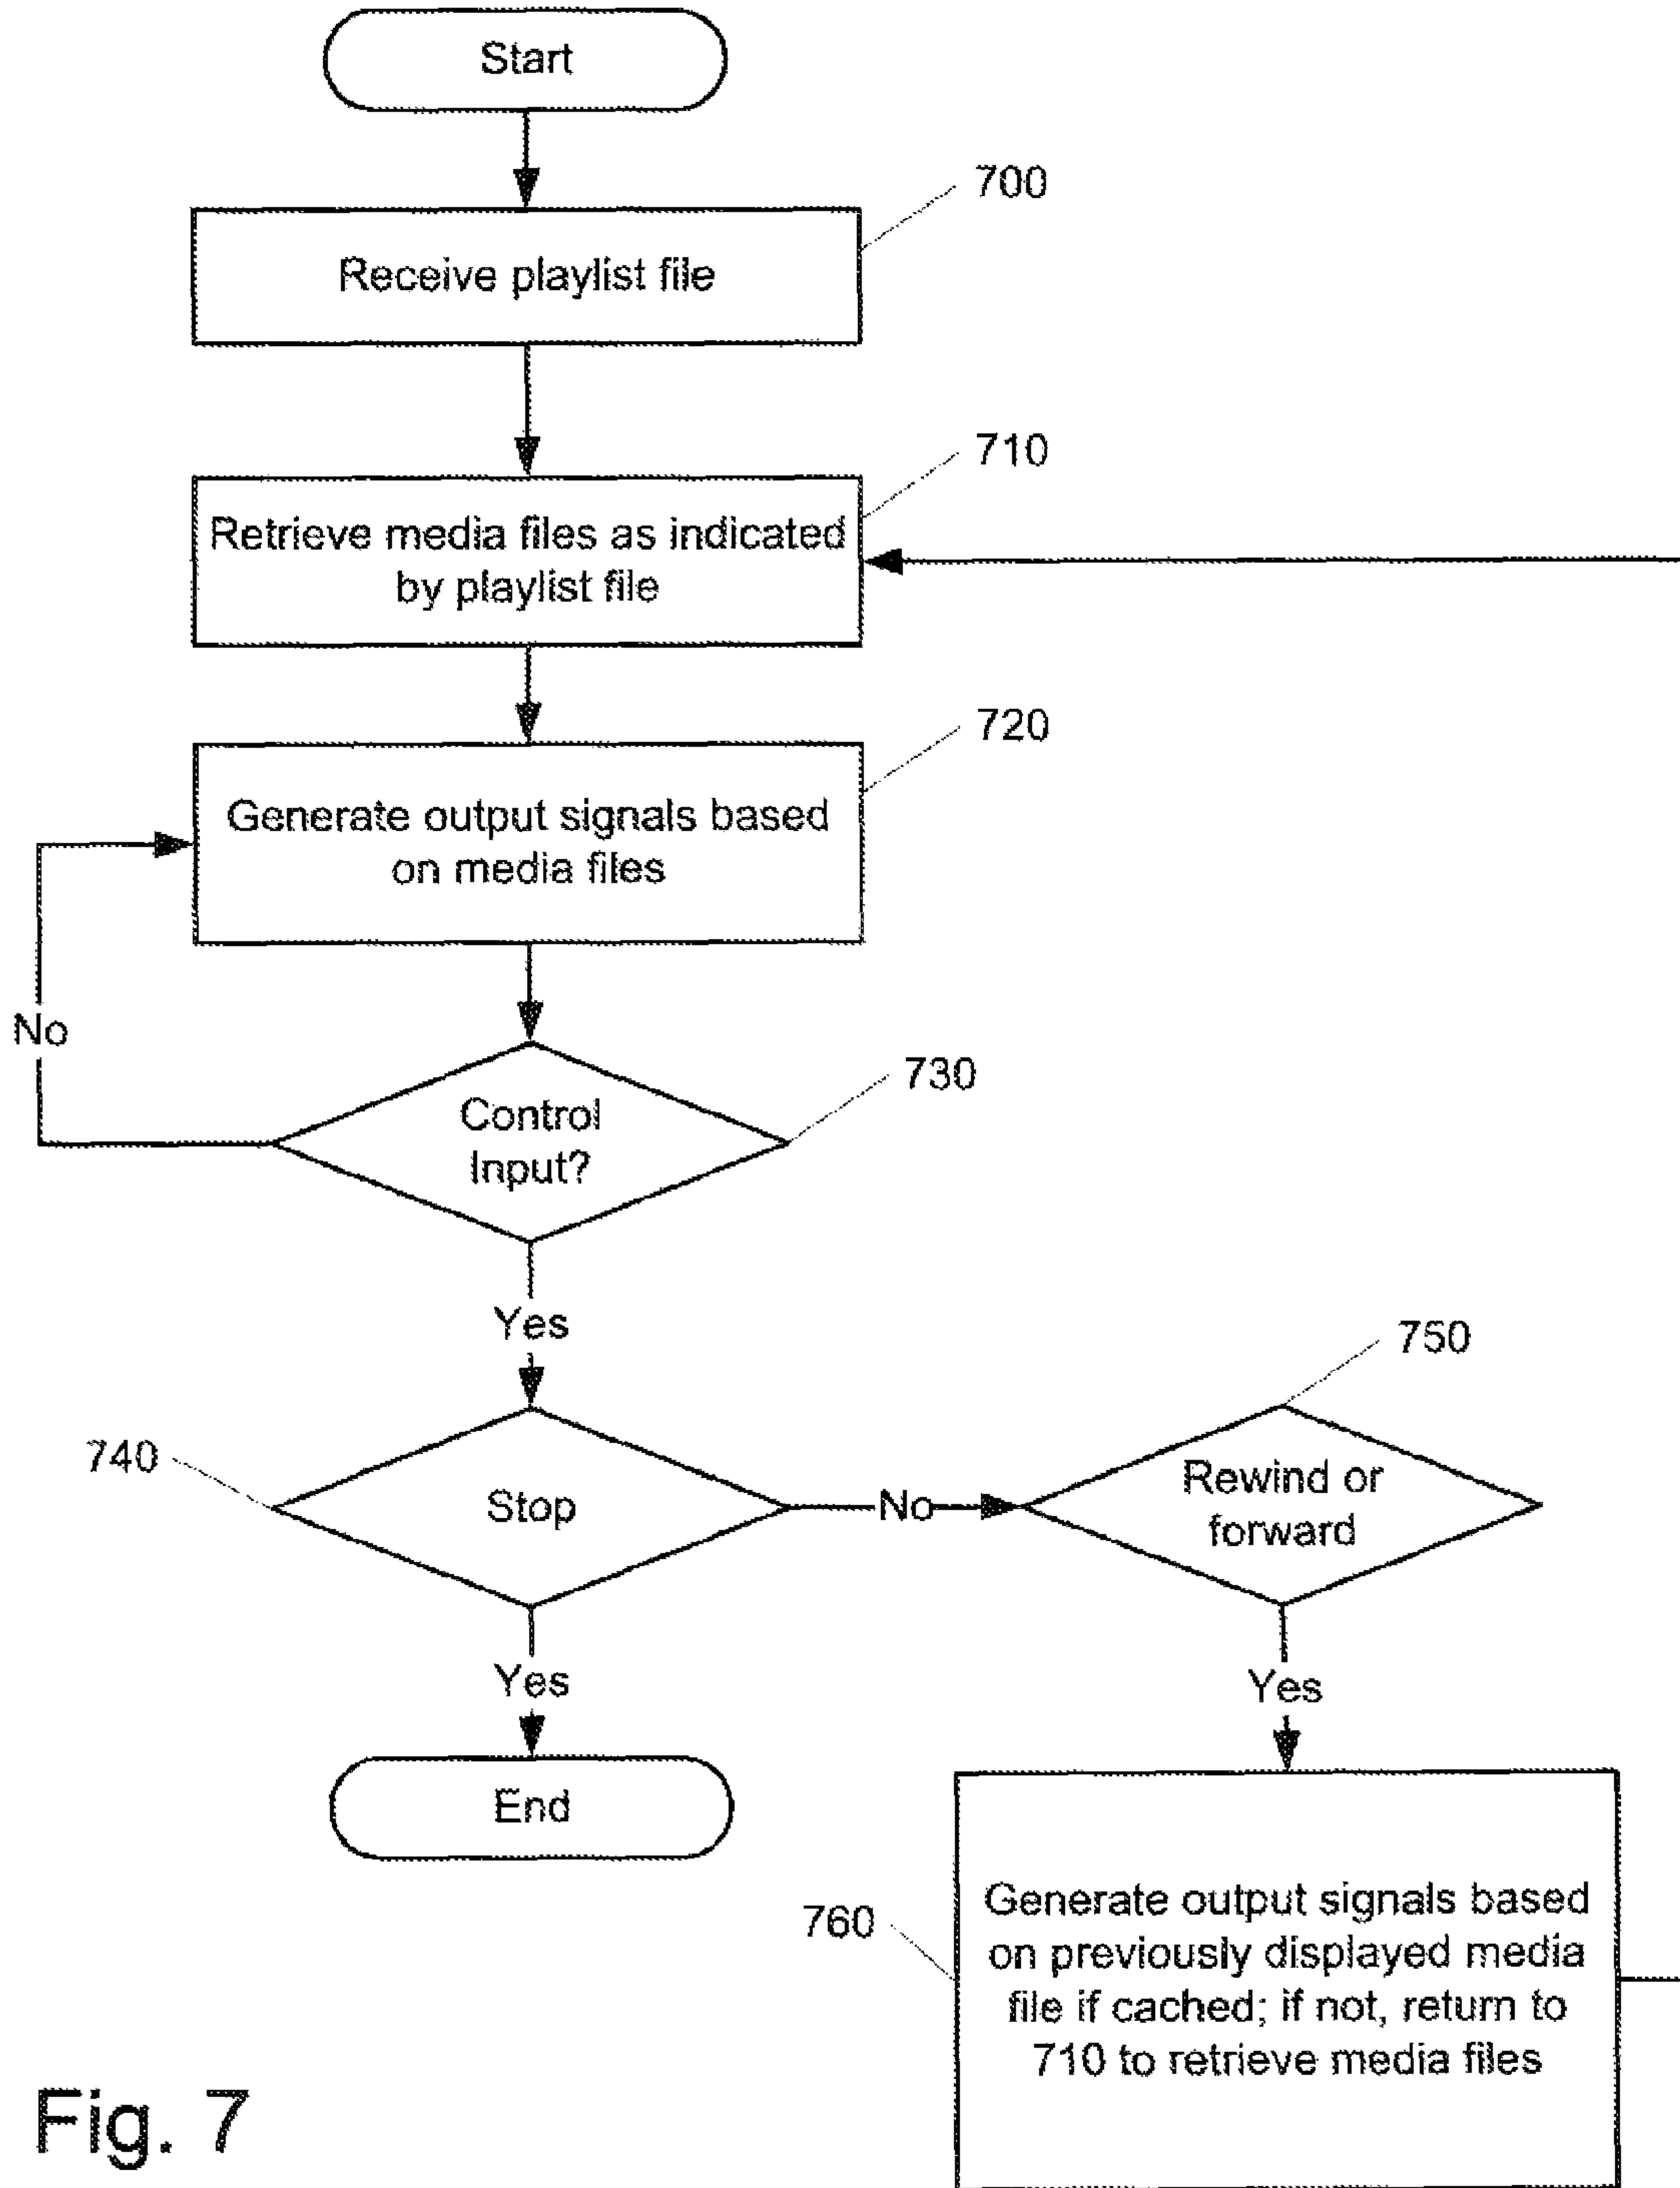 Start
700
Receive playlist file
710
Retrieve media files as indicated
by playlist file
720
Generate output signals based
on media files
No
730
Control
Input?
Yes
750
740
Stop
No
Rewind or
forward
Yes
Yes
End
760
Generate output signals based
on previously displayed media
file if cached; if not, return to
710 to retrieve media files
Fig. 7